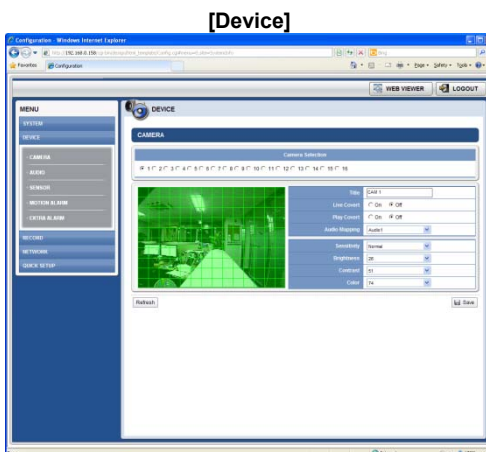 [Device]
Configuration - Windows Internet Explorer
Favorites Configuration
WEB VIEWER LOGOUT
MENU
SYSTEM
DEVICE
- CAMERA
- AUDIO
- SENSOR
- MOTION ALARM
- EXTRA ALARM
RECORD
NETWORK
QUICK SETUP
DEVICE
CAMERA
Camera Selection
1 2 3 4 5 6 7 8 9 10 11 12 13 14 15 16
Title CAM 1
Live Covert On Off
Play Covert On Off
Audio Mapping Audio1
Sensitivity Normal
Brightness
Contrast 51
Color 74
Refresh
Save